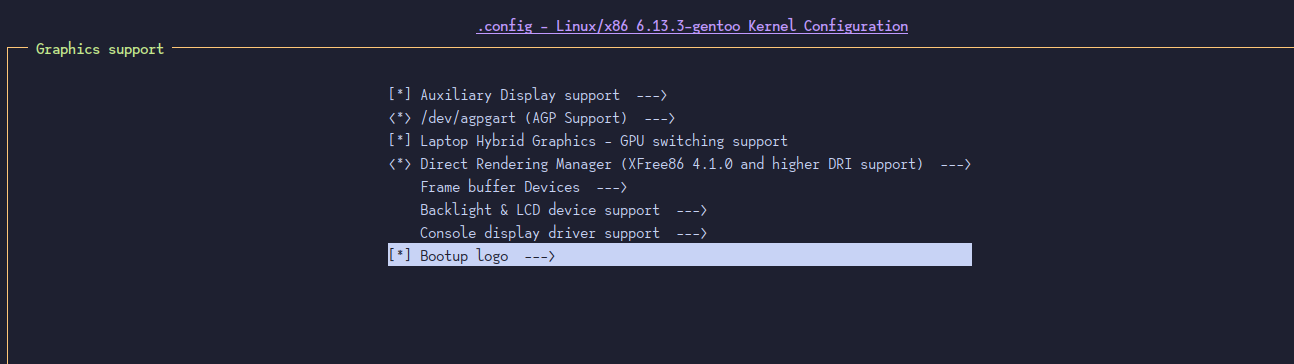 .config - Linux/x86 6.13.3-gentoo Kernel Configuration
Graphics support
[*] Auxiliary Display support  --->
<*> /dev/agpgart (AGP Support)  --->
[*] Laptop Hybrid Graphics - GPU switching support
<*> Direct Rendering Manager (XFree86 4.1.0 and higher DRI support)  --->
Frame buffer Devices  --->
Backlight & LCD device support  --->
Console display driver support  --->
[*] Bootup logo  --->